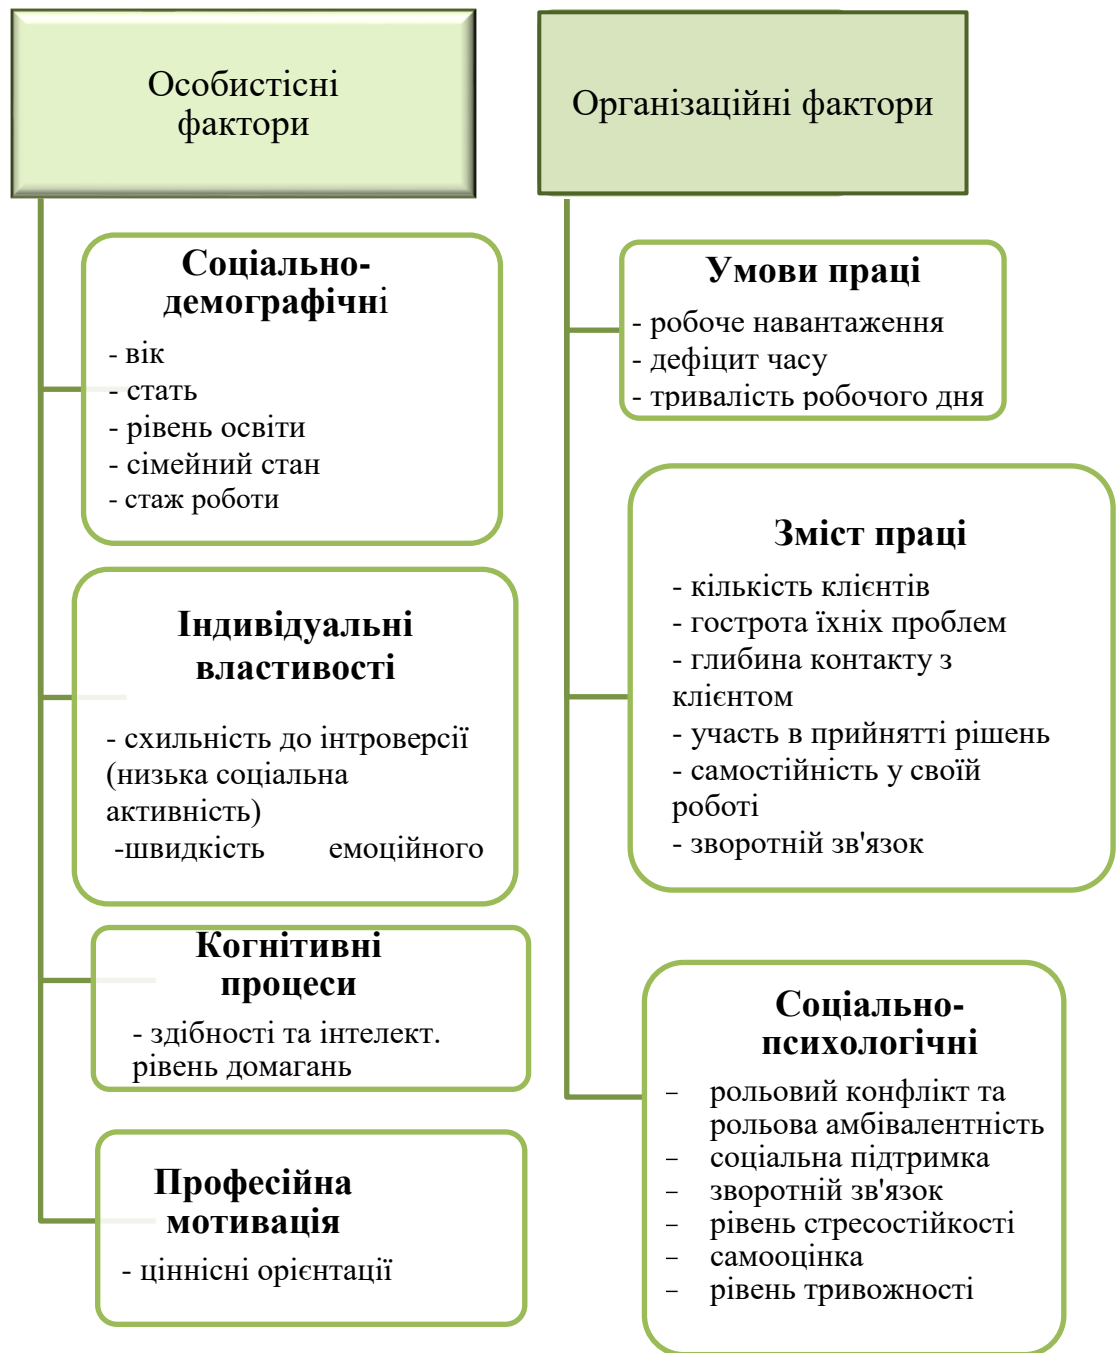 Особистісні
фактори
Соціально-
демографічні
- вік
- стать
- рівень освіти
- сімейний стан
- стаж роботи
Індивідуальні
властивості
- схильність до інтроверсії
(низька соціальна
активність)
-швидкість емоційного
Когнітивні
процеси
- здібності та інтелект.
рівень домагань
Професійна
мотивація
- ціннісні орієнтації
Організаційні фактори
Умови праці
- робоче навантаження
- дефіцит часу
- тривалість робочого дня
Зміст праці
- кількість клієнтів
- гострота їхніх проблем
- глибина контакту з
клієнтом
- участь в прийнятті рішень
- самостійність у своїй
роботі
- зворотній зв'язок
Соціально-
психологічні
– рольовий конфлікт та
рольова амбівалентність
– соціальна підтримка
– зворотній зв'язок
– рівень стресостійкості
– самооцінка
– рівень тривожності